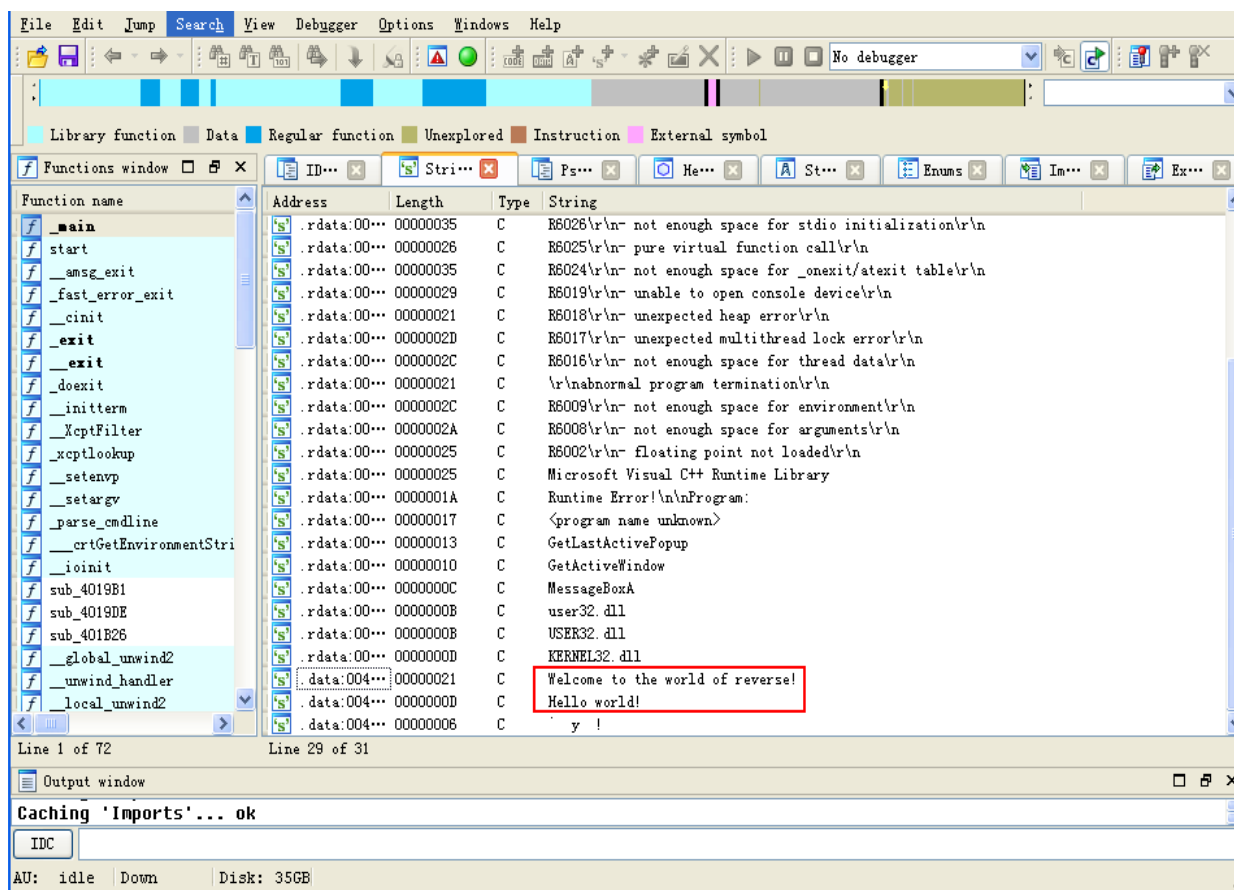 File Edit Jump Search View Debugger Options Windows Help
No debugger
Library function Data Regular function Unexplored Instruction External symbol
Functions window ID··· Stri··· Ps··· He··· St··· Enums Im··· Ex···
Function name Address Length Type String
_main .rdata:00··· 00000035 C R6026\r\n- not enough space for stdio initialization\r\n
start .rdata:00··· 00000026 C R6025\r\n- pure virtual function call\r\n
__amsg_exit .rdata:00··· 00000035 C R6024\r\n- not enough space for _onexit/atexit table\r\n
_fast_error_exit .rdata:00··· 00000029 C R6019\r\n- unable to open console device\r\n
__cinit .rdata:00··· 00000021 C R6018\r\n- unexpected heap error\r\n
_exit .rdata:00··· 0000002D C R6017\r\n- unexpected multithread lock error\r\n
__exit .rdata:00··· 0000002C C R6016\r\n- not enough space for thread data\r\n
_doexit .rdata:00··· 00000021 C \r\nabnormal program termination\r\n
__initterm .rdata:00··· 0000002C C R6009\r\n- not enough space for environment\r\n
__XcptFilter .rdata:00··· 0000002A C R6008\r\n- not enough space for arguments\r\n
_xcptlookup .rdata:00··· 00000025 C R6002\r\n- floating point not loaded\r\n
__setenvp .rdata:00··· 00000025 C Microsoft Visual C++ Runtime Library
__setargv .rdata:00··· 0000001A C Runtime Error!\n\nProgram:
_parse_cmdline .rdata:00··· 00000017 C <program name unknown>
___crtGetEnvironmentStri .rdata:00··· 00000013 C GetLastActivePopup
__ioinit .rdata:00··· 00000010 C GetActiveWindow
sub_4019B1 .rdata:00··· 0000000C C MessageBoxA
sub_4019DE .rdata:00··· 0000000B C user32.dll
sub_401B26 .rdata:00··· 0000000B C USER32.dll
__global_unwind2 .rdata:00··· 0000000D C KERNEL32.dll
__unwind_handler .data:004··· 00000021 C Welcome to the world of reverse!
__local_unwind2 .data:004··· 0000000D C Hello world!
.data:004··· 00000006 C ` y !
Line 1 of 72 Line 29 of 31
Output window
Caching 'Imports'... ok
IDC
AU: idle Down Disk: 35GB